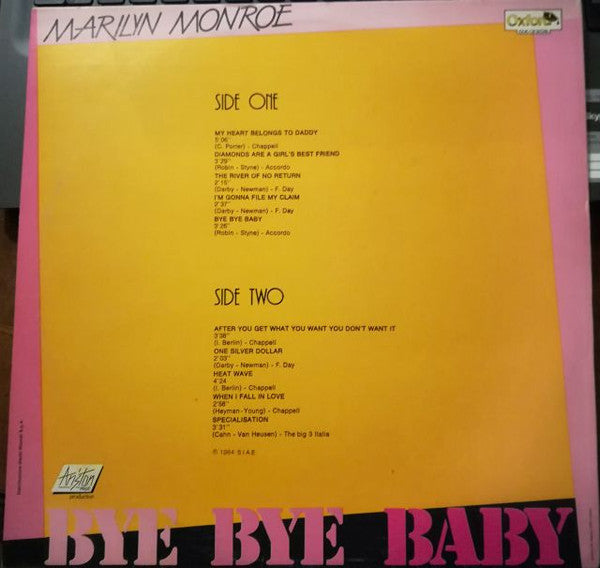 MARILYN MONROE
Oxford
SIDE ONE
MY HEART BELONGS TO DADDY
5'06"
(C. Porter) - Chappell
DIAMONDS ARE A GIRL'S BEST FRIEND
3'29"
(Robin - Styne) - Accordo
THE RIVER OF NO RETURN
2'15"
(Darby - Newman) - F. Day
I'M GONNA FILE MY CLAIM
2'37"
(Darby - Newman) - F. Day
BYE BYE BABY
3'26"
(Robin - Styne) - Accordo
SIDE TWO
AFTER YOU GET WHAT YOU WANT YOU DON'T WANT IT
3'38"
(I. Berlin) - Chappell
ONE SILVER DOLLAR
2'03"
(Darby - Newman) - F. Day
HEAT WAVE
4'24
(I. Berlin) - Chappell
WHEN I FALL IN LOVE
2'58"
(Heyman - Young) - Chappell
SPECIALISATION
3'31"
(Cahn - Van Heusen) - The big 3 Italia
℗ 1984 S I A E
Ariston
production
BYE BYE BABY